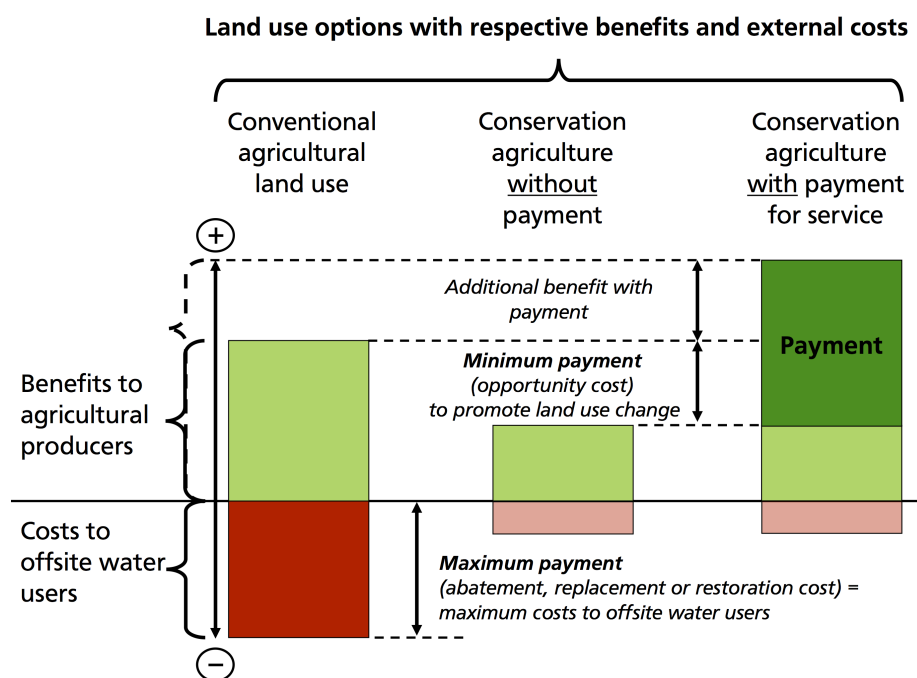 Land use options with respective benefits and external costs
Conventional
agricultural
land use
Conservation
agriculture
without
payment
Conservation
agriculture
with payment
for service
+
Additional benefit with
payment
Payment
Minimum payment
(opportunity cost)
to promote land use change
Benefits to
agricultural
producers
Costs to
offsite water
users
Maximum payment
(abatement, replacement or restoration cost) =
maximum costs to offsite water users
−